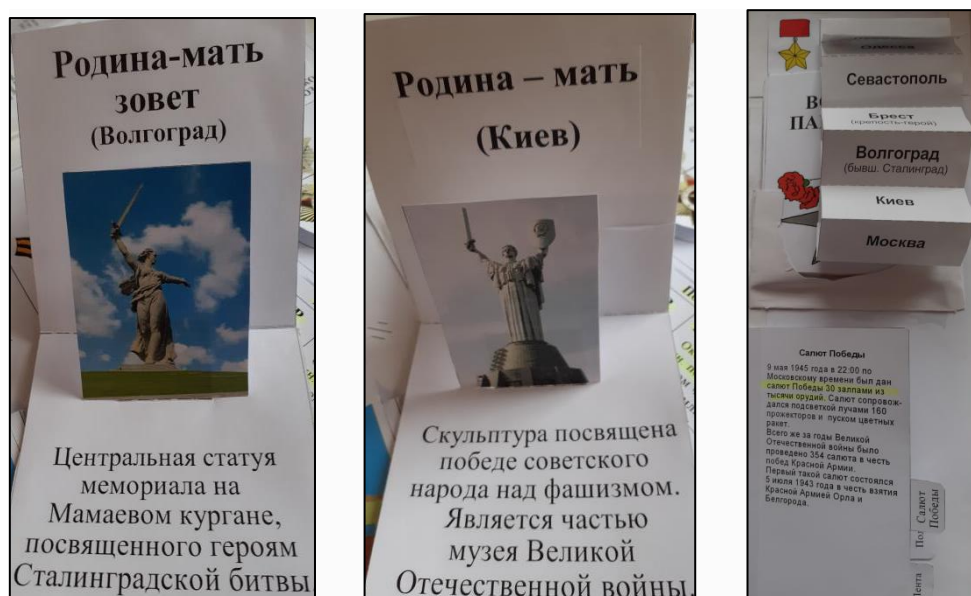 Родина-мать
зовет
(Волгоград)
Центральная статуя
мемориала на
Мамаевом кургане,
посвященного героям
Сталинградской битвы
Родина – мать
(Киев)
Скульптура посвящена
победе советского
народа над фашизмом.
Является частью
музея Великой
Отечественной войны.
Одесса
Севастополь
Брест
(крепость-герой)
Волгоград
(бывш. Сталинград)
Киев
Москва
Салют Победы
9 мая 1945 года в 22:00 по
Московскому времени был дан
салют Победы 30 залпами из
тысячи орудий. Салют сопровож-
дался подсветкой лучами 160
прожекторов и пуском цветных
ракет.
Всего же за годы Великой
Отечественной войны было
проведено 354 салюта в честь
побед Красной Армии.
Первый такой салют состоялся
5 июля 1943 года в честь взятия
Красной Армией Орла и
Белгорода.
Салют
Победы